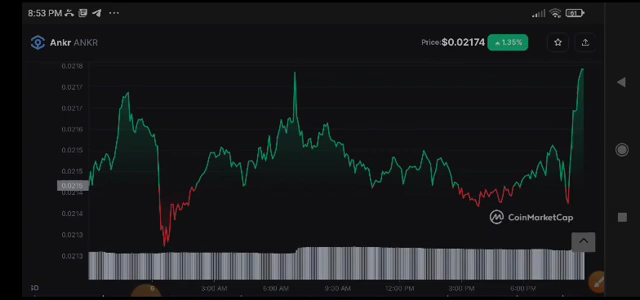 8:53 PM
61
Ankr ANKR
Price:$0.02174 ▲ 1.35%
0.0218
0.0217
0.0217
0.0216
0.0216
0.0215
0.0215
0.0214
0.0214
0.0213
0.0213
CoinMarketCap
6
3:00 AM
6:00 AM
9:00 AM
12:00 PM
3:00 PM
6:00 PM